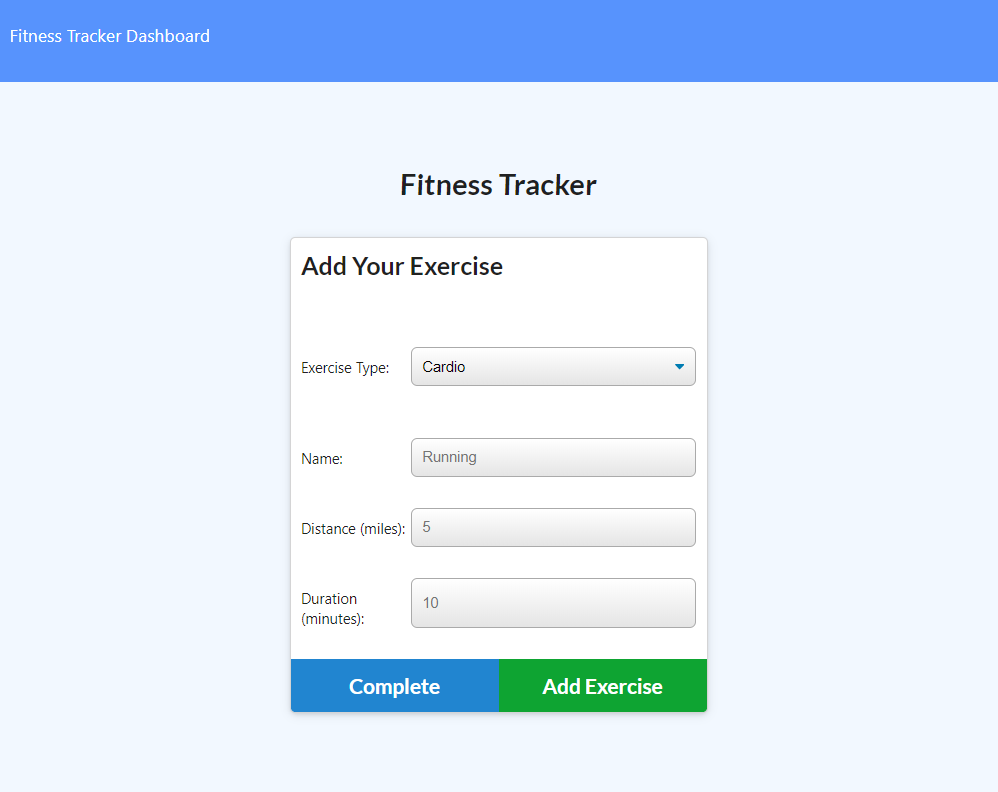 Fitness Tracker Dashboard
Fitness Tracker
Add Your Exercise
Exercise Type: Cardio
Name: Running
Distance (miles): 5
Duration
(minutes): 10
Complete Add Exercise